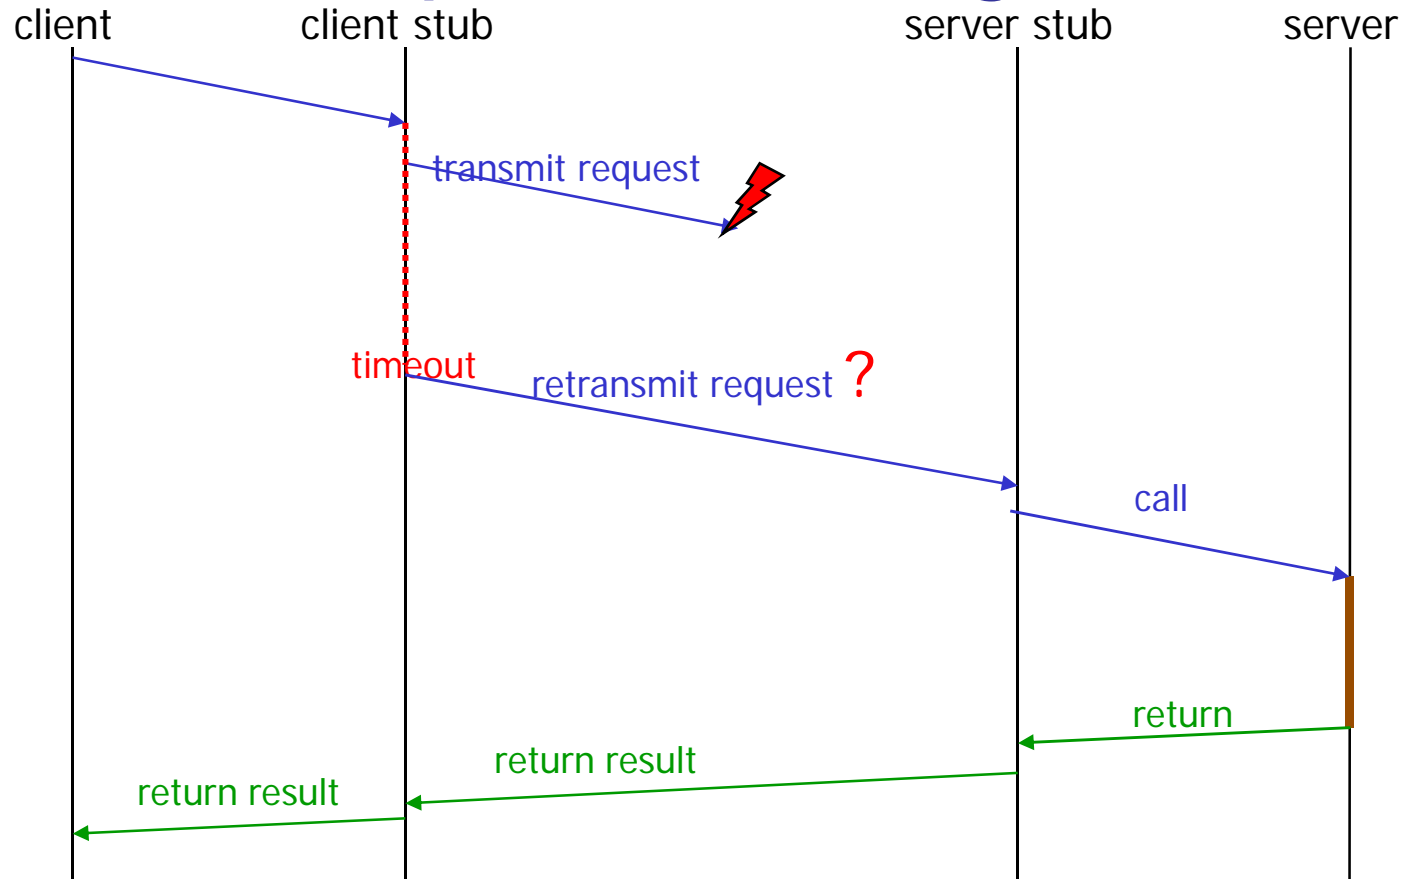 client
client stub
server stub
server
transmit request
timeout
retransmit request ?
call
return
return result
return result